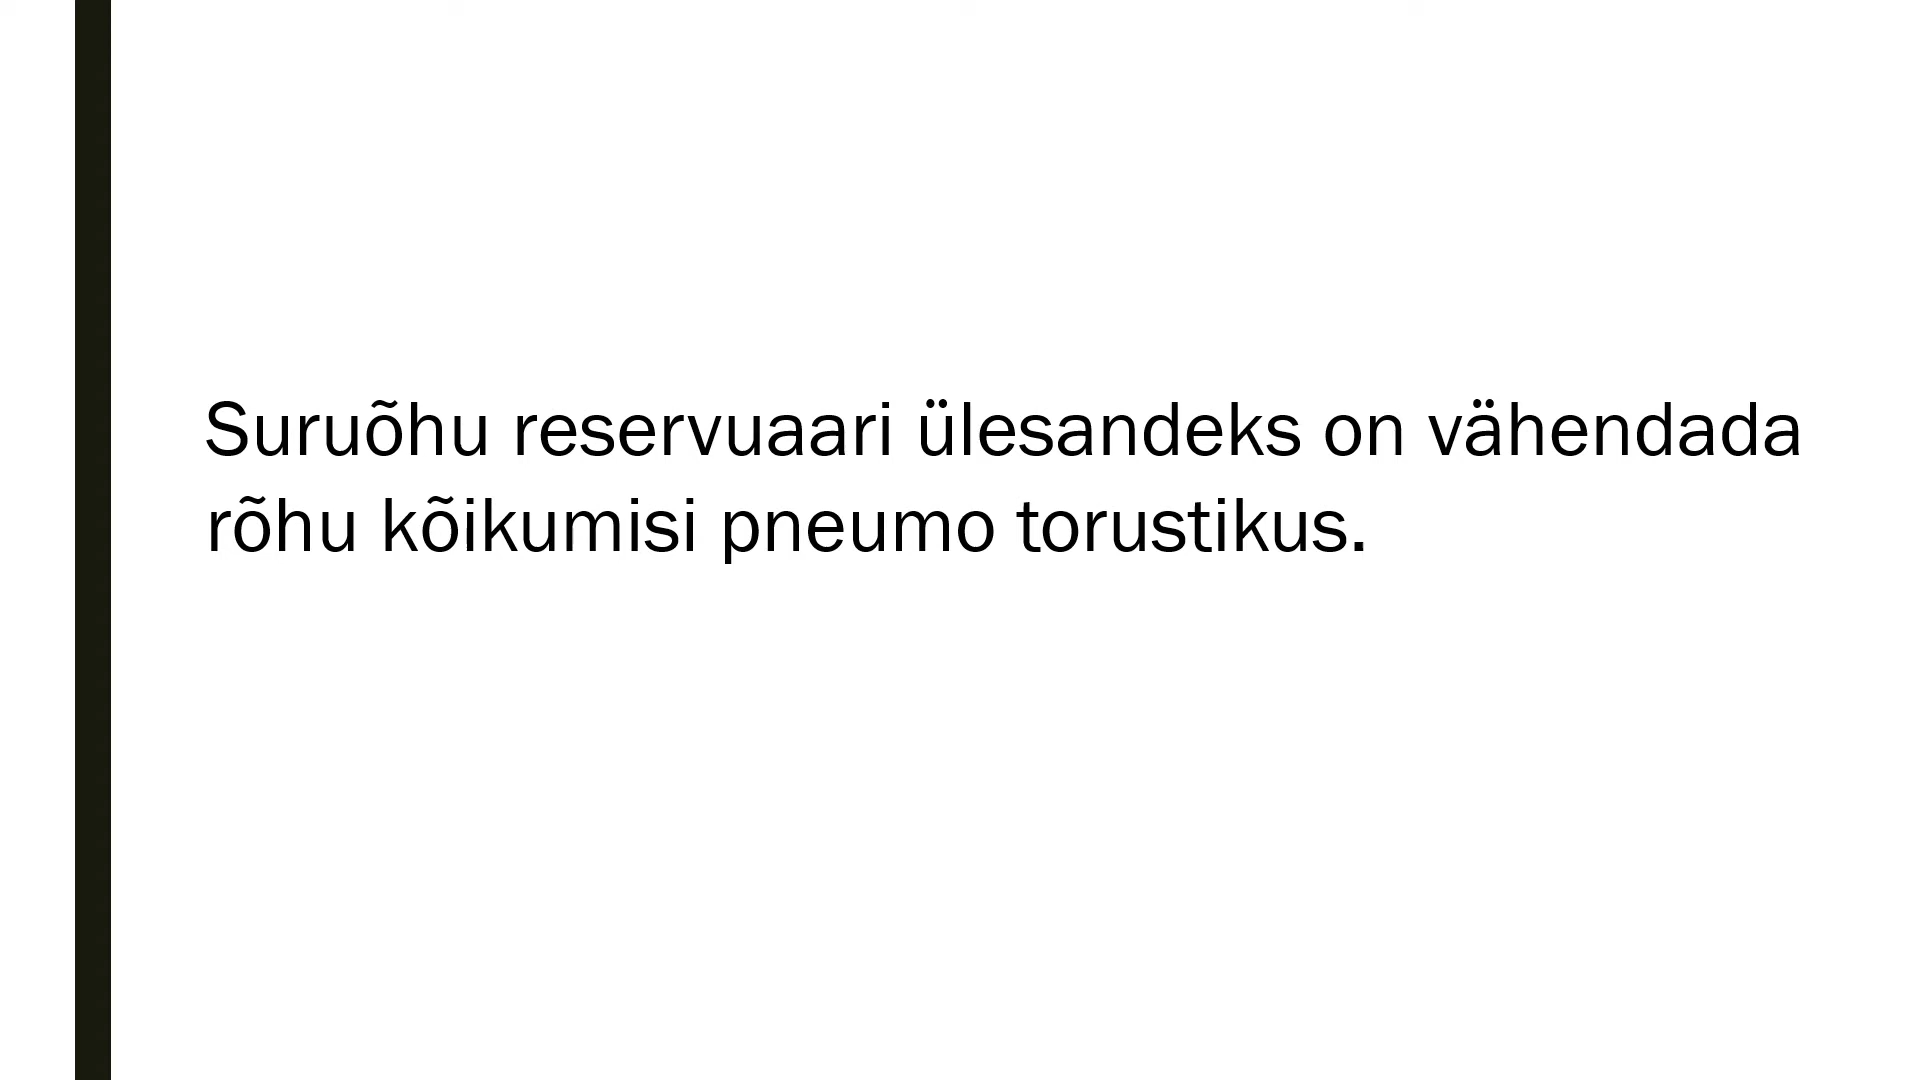 Suruõhu reservuaari ülesandeks on vähendada
rõhu kõikumisi pneumo torustikus.